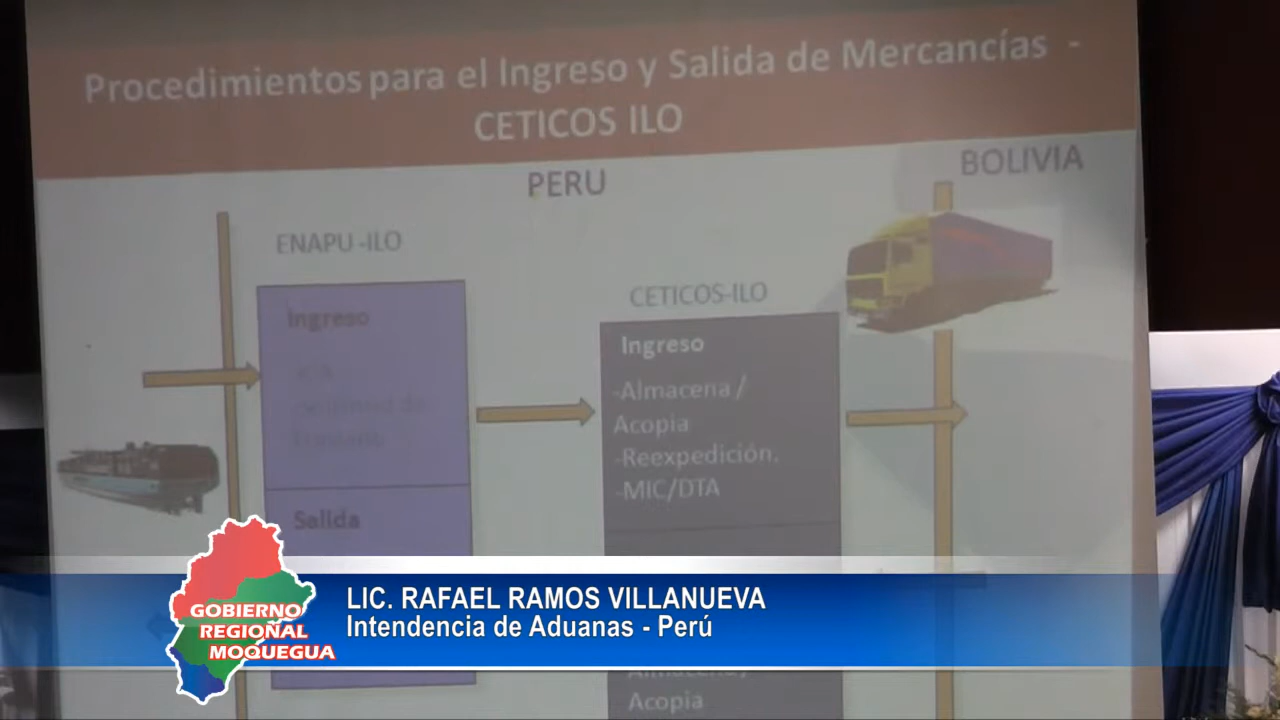 Procedimientos para el Ingreso y Salida de Mercancías -
CETICOS ILO
PERU
BOLIVIA
ENAPU -ILO
Ingreso
Salida
CETICOS-ILO
Ingreso
-Almacena /
Acopia
-Reexpedición.
-MIC/DTA
Almacena /
Acopia
GOBIERNO
REGIONAL
MOQUEGUA
LIC. RAFAEL RAMOS VILLANUEVA
Intendencia de Aduanas - Perú